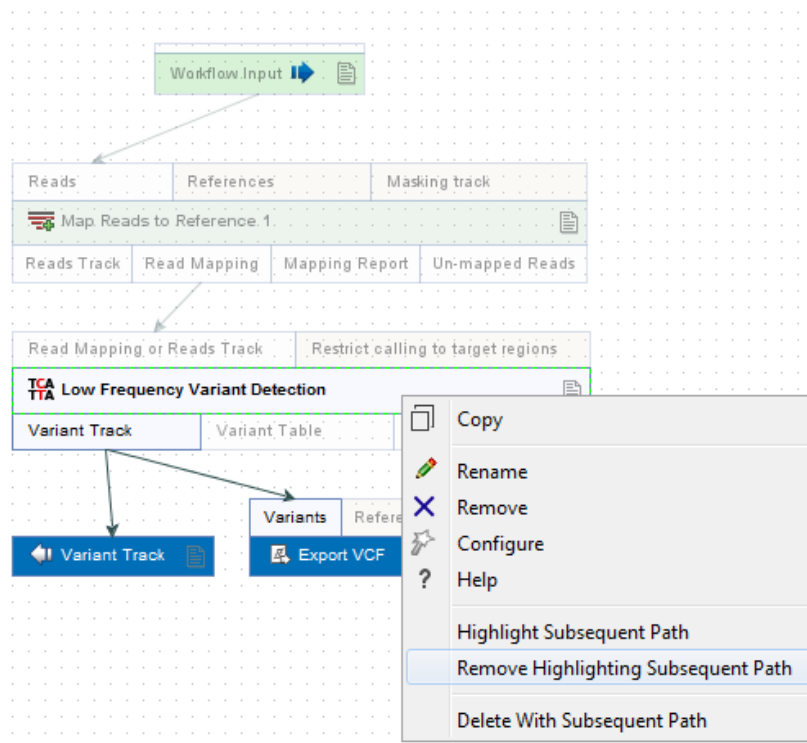 Workflow Input
Reads References Masking track
Map Reads to Reference 1
Reads Track Read Mapping Mapping Report Un-mapped Reads
Read Mapping or Reads Track Restrict calling to target regions
TCA
TTA
Low Frequency Variant Detection
Variant Track Variant Table
Copy
Rename
Variants Refere
Remove
Variant Track Export VCF
Configure
? Help
Highlight Subsequent Path
Remove Highlighting Subsequent Path
Delete With Subsequent Path